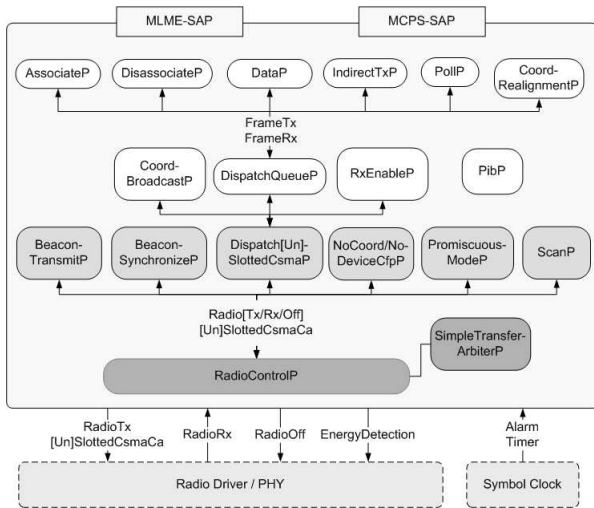 MLME-SAP
MCPS-SAP
AssociateP
DisassociateP
DataP
IndirectTxP
PollP
Coord-
RealignmentP
FrameTx
FrameRx
Coord-
BroadcastP
DispatchQueueP
RxEnableP
PibP
Beacon-
TransmitP
Beacon-
SynchronizeP
Dispatch[Un]-
SlottedCsmaP
NoCoord/No-
DeviceCfpP
Promiscuous-
ModeP
ScanP
Radio[Tx/Rx/Off]
[Un]SlottedCsmaCa
SimpleTransfer-
ArbiterP
RadioControlP
RadioTx
[Un]SlottedCsmaCa
RadioRx
RadioOff
EnergyDetection
Alarm
Timer
Radio Driver / PHY
Symbol Clock